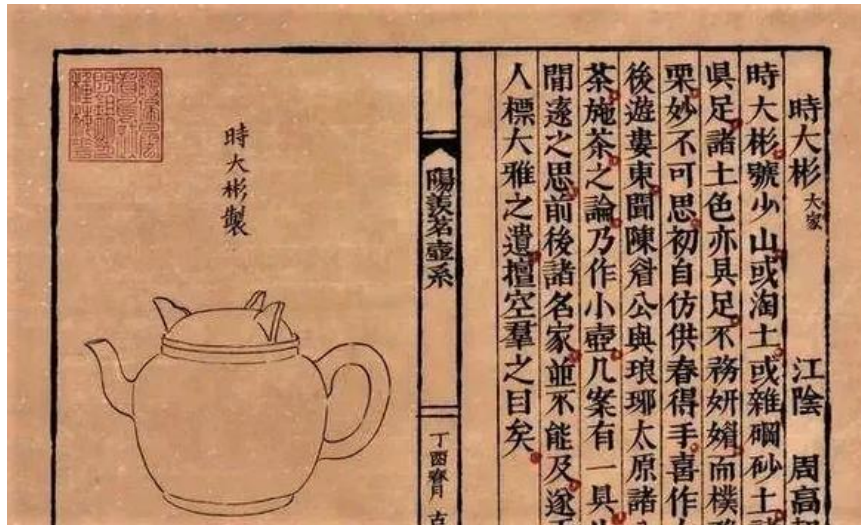 時大彬 大家 江陰 周高
時大彬號少山或淘土或雜碙砂土
具足諸土色亦具足不務妍媚而樸
栗妙不可思初自仿供春得手喜作
後遊婁東聞陳眉公與琅琊太原諸
茶施茶之論乃作小壺几案有一具
閒遠之思前後諸名家並不能及遂
人標大雅之遺擅空羣之目矣
陽羨茗壺系
丁酉
時大彬製